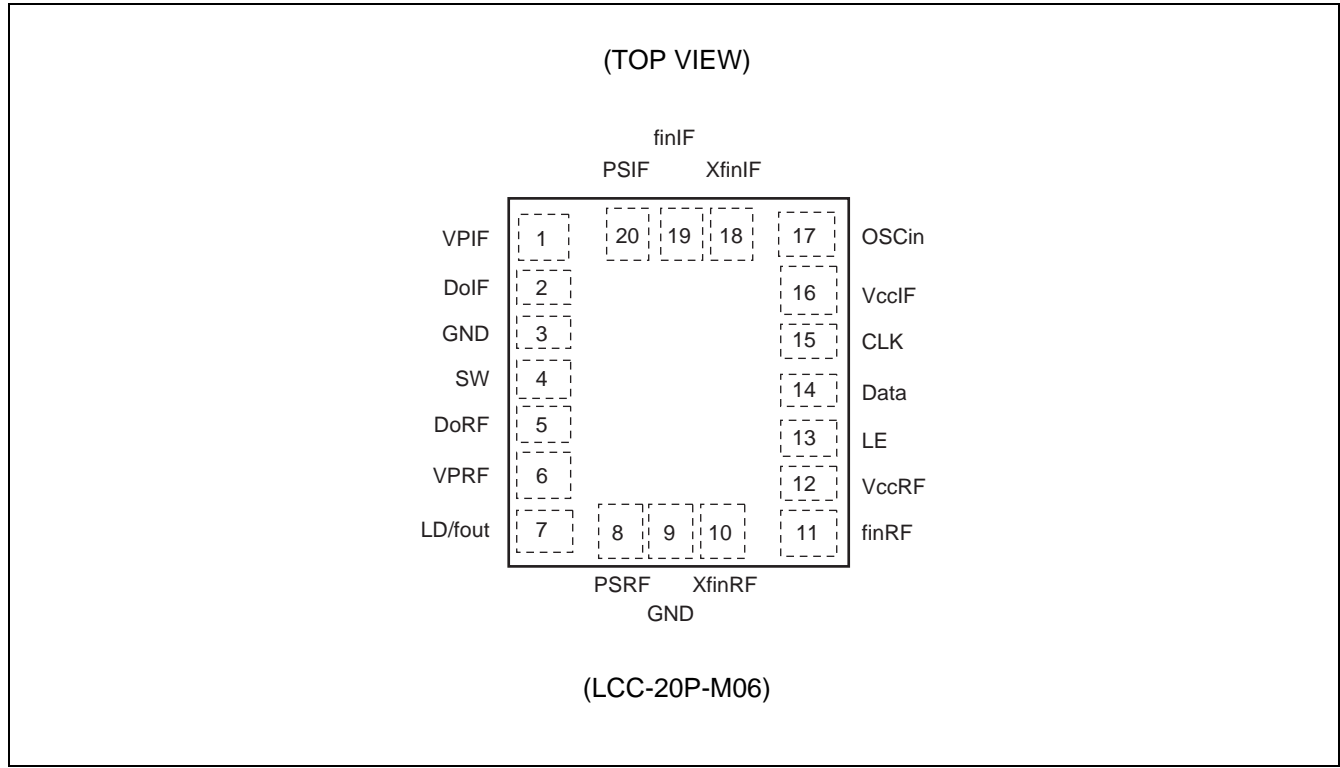 (TOP VIEW)
finIF
PSIF XfinIF
VPIF 1 20 19 18 17 OSCin
DoIF 2 16 VccIF
GND 3 15 CLK
SW 4 14 Data
DoRF 5 13 LE
VPRF 6 12 VccRF
LD/fout 7 8 9 10 11 finRF
PSRF XfinRF
GND
(LCC-20P-M06)